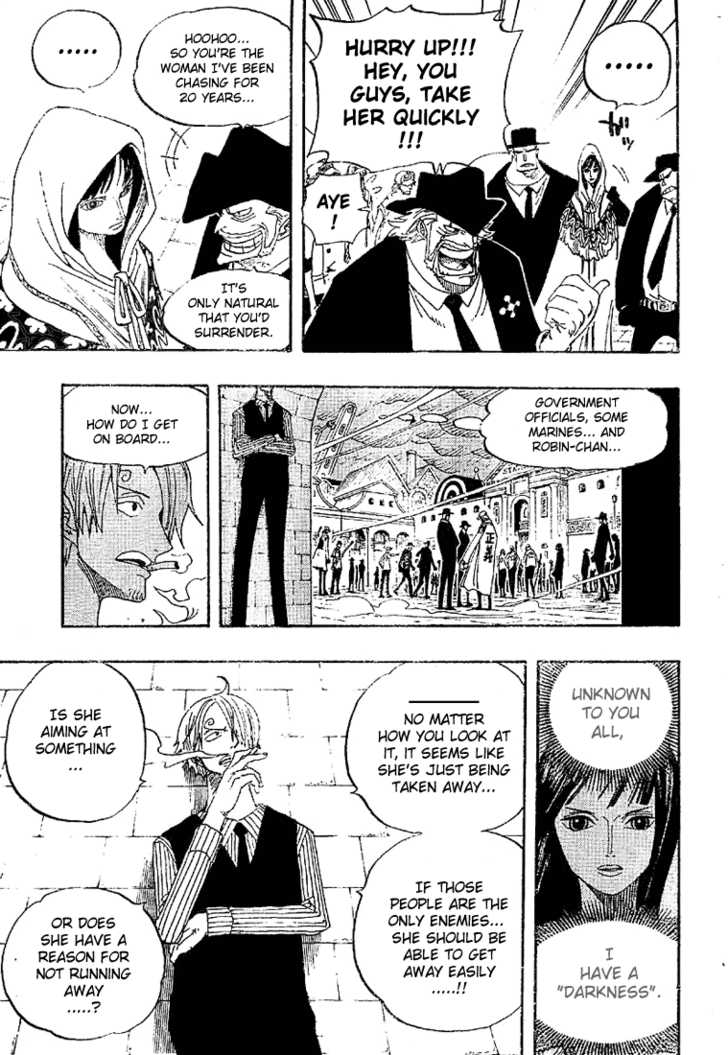 .....
HURRY UP!!!
HEY, YOU
GUYS, TAKE
HER QUICKLY
!!!
AYE
!
HOOHOO...
SO YOU'RE THE
WOMAN I'VE BEEN
CHASING FOR
20 YEARS...
.....
IT'S
ONLY NATURAL
THAT YOU'D
SURRENDER.
GOVERNMENT
OFFICIALS, SOME
MARINES... AND
ROBIN-CHAN...
NOW...
HOW DO I GET
ON BOARD...
UNKNOWN
TO YOU
ALL,
I
HAVE A
"DARKNESS".
NO MATTER
HOW YOU LOOK
AT IT, IT SEEMS LIKE
SHE'S JUST BEING
TAKEN AWAY...
IF THOSE
PEOPLE ARE THE
ONLY ENEMIES...
SHE SHOULD BE
ABLE TO GET
AWAY EASILY
.....!!
IS SHE
AIMING AT
SOMETHING
...
OR DOES
SHE HAVE A
REASON FOR
NOT RUNNING
AWAY
.....?